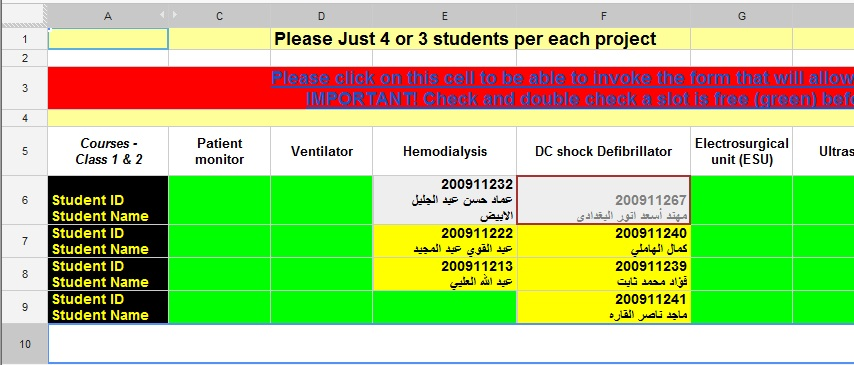 A C D E F G
1 Please Just 4 or 3 students per each project
2
3 Please click on this cell to be able to invoke the form that will allow
IMPORTANT! Check and double check a slot is free (green) befo
4
5 Courses - Class 1 & 2 Patient monitor Ventilator Hemodialysis DC shock Defibrillator Electrosurgical unit (ESU) Ultras
6 Student ID 200911232 200911267
Student Name عماد حسن عبد الجليل الابيض مهند أسعد انور البغدادى
7 Student ID 200911222 200911240
Student Name عبد القوي عبد المجيد كمال الهاملي
8 Student ID 200911213 200911239
Student Name عبد الله العلبي فؤاد محمد ثابت
9 Student ID 200911241
Student Name ماجد ناصر القاره
10